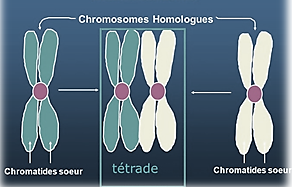 Chromosomes Homologues
Chromatides soeur
tétrade
Chromatides soeur